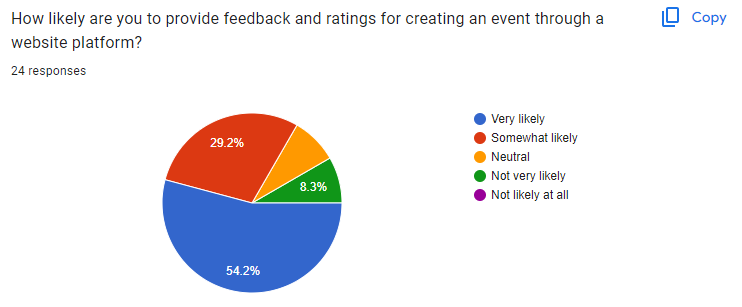 How likely are you to provide feedback and ratings for creating an event through a
website platform?
Copy
24 responses
29.2%
8.3%
54.2%
Very likely
Somewhat likely
Neutral
Not very likely
Not likely at all